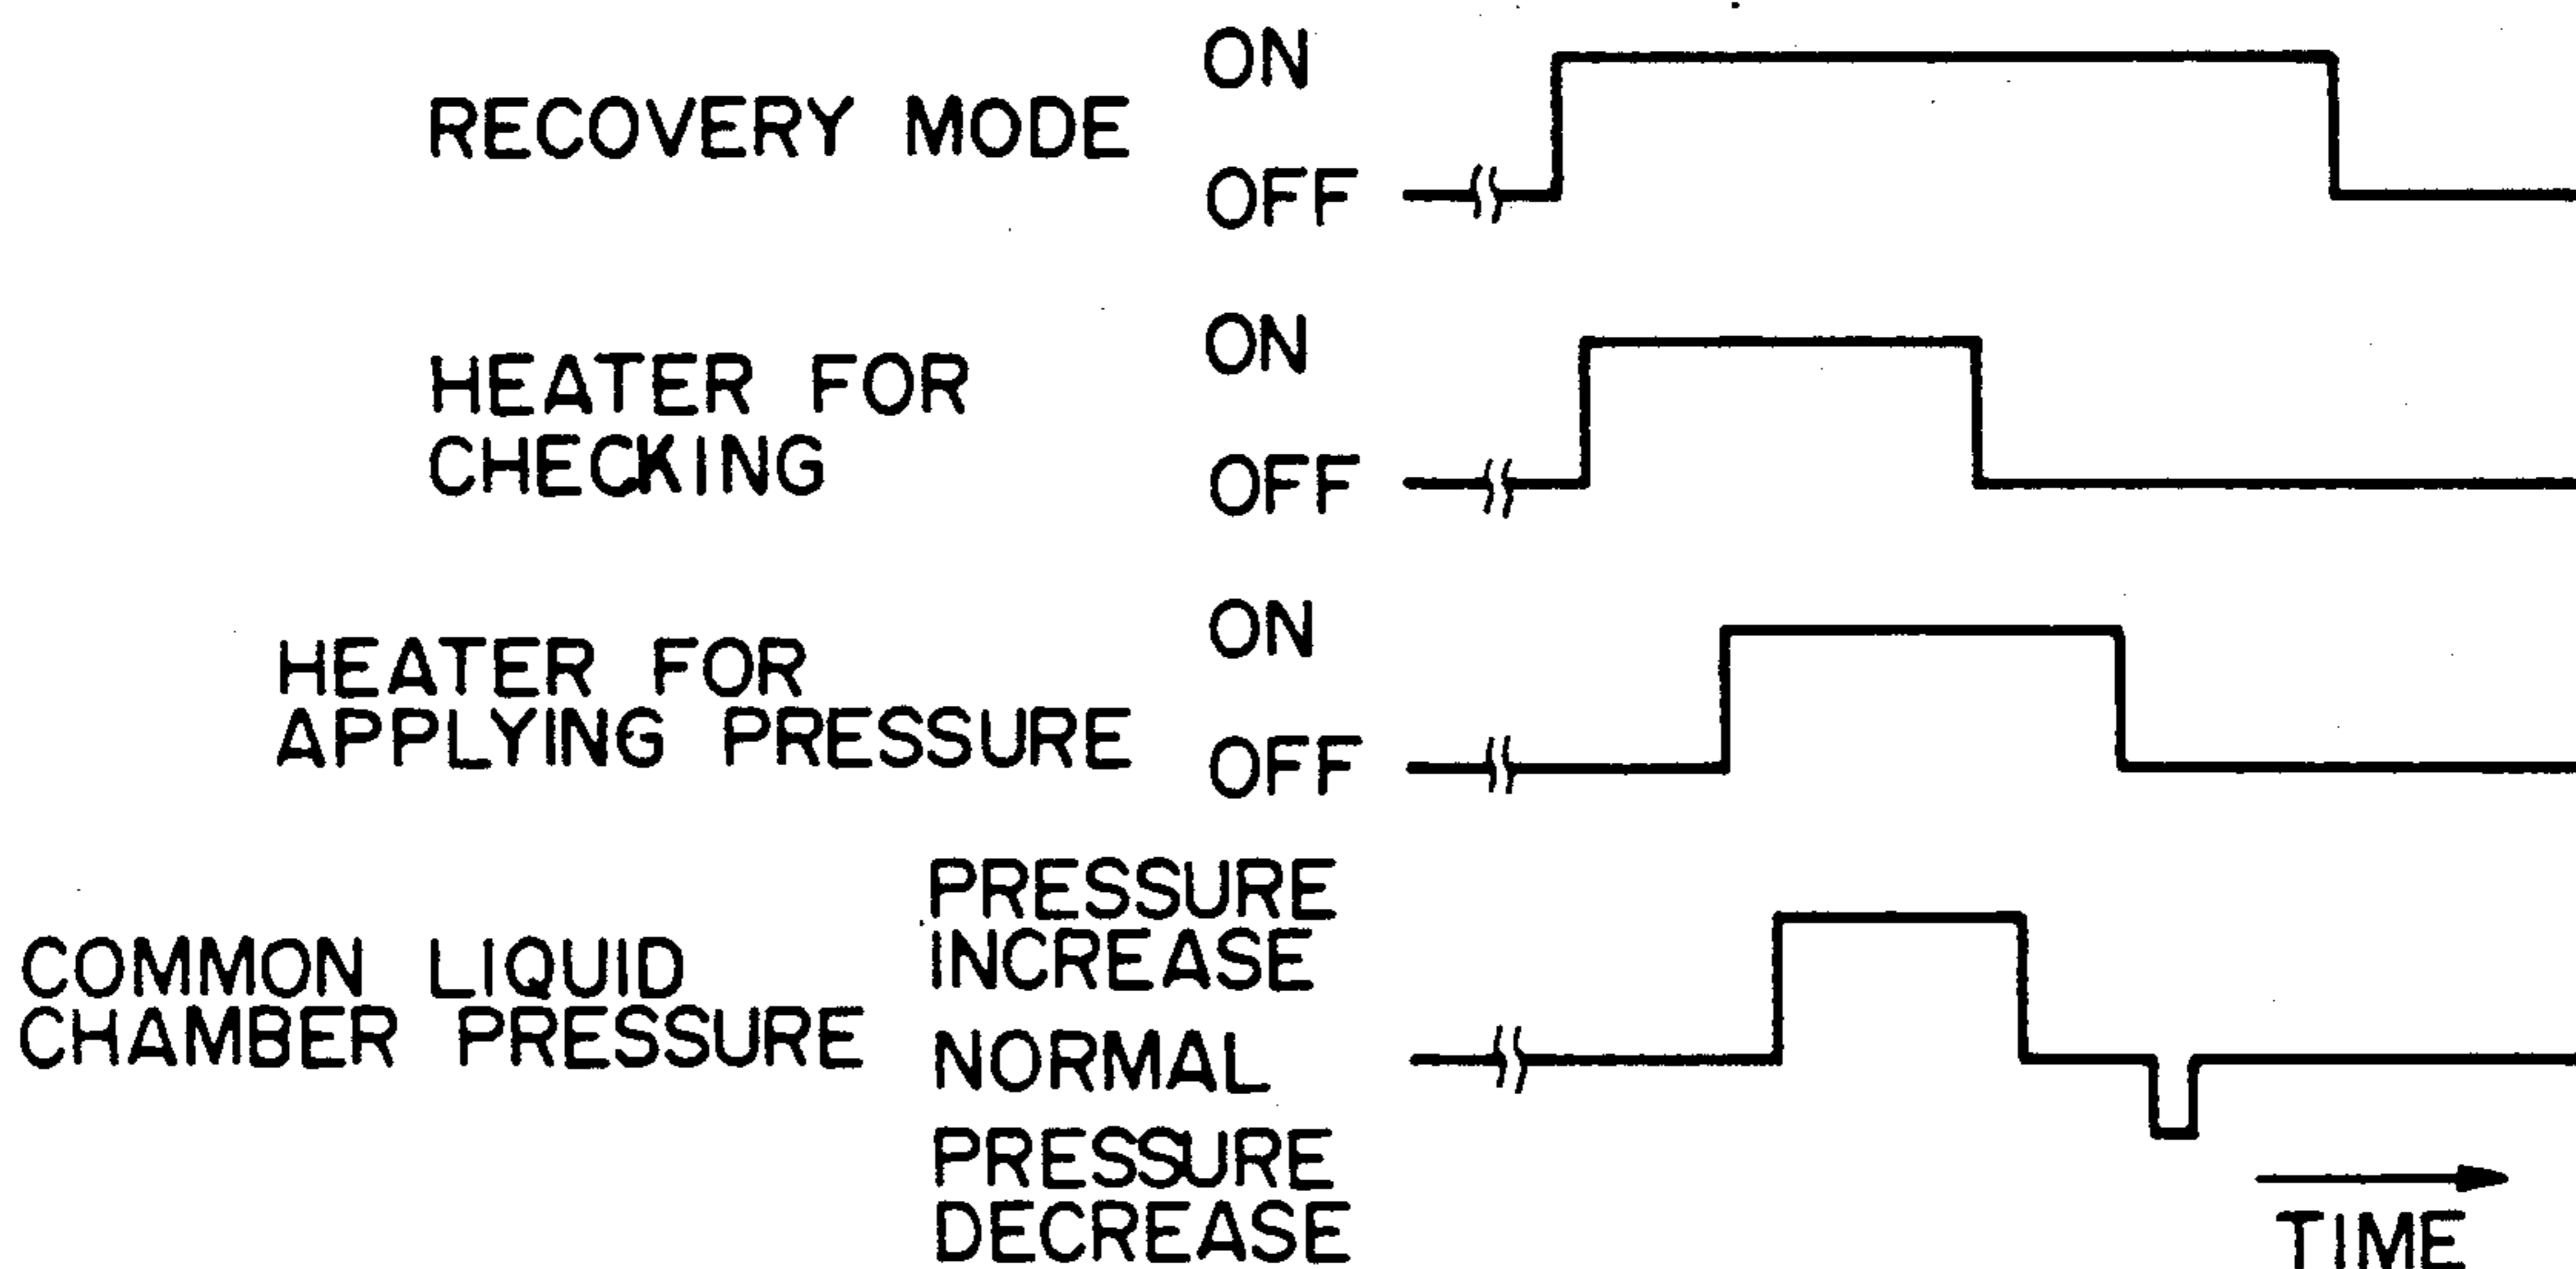 RECOVERY MODE
ON
OFF
HEATER FOR
CHECKING
ON
OFF
HEATER FOR
APPLYING PRESSURE
ON
OFF
COMMON LIQUID
CHAMBER PRESSURE
PRESSURE
INCREASE
NORMAL
PRESSURE
DECREASE
TIME